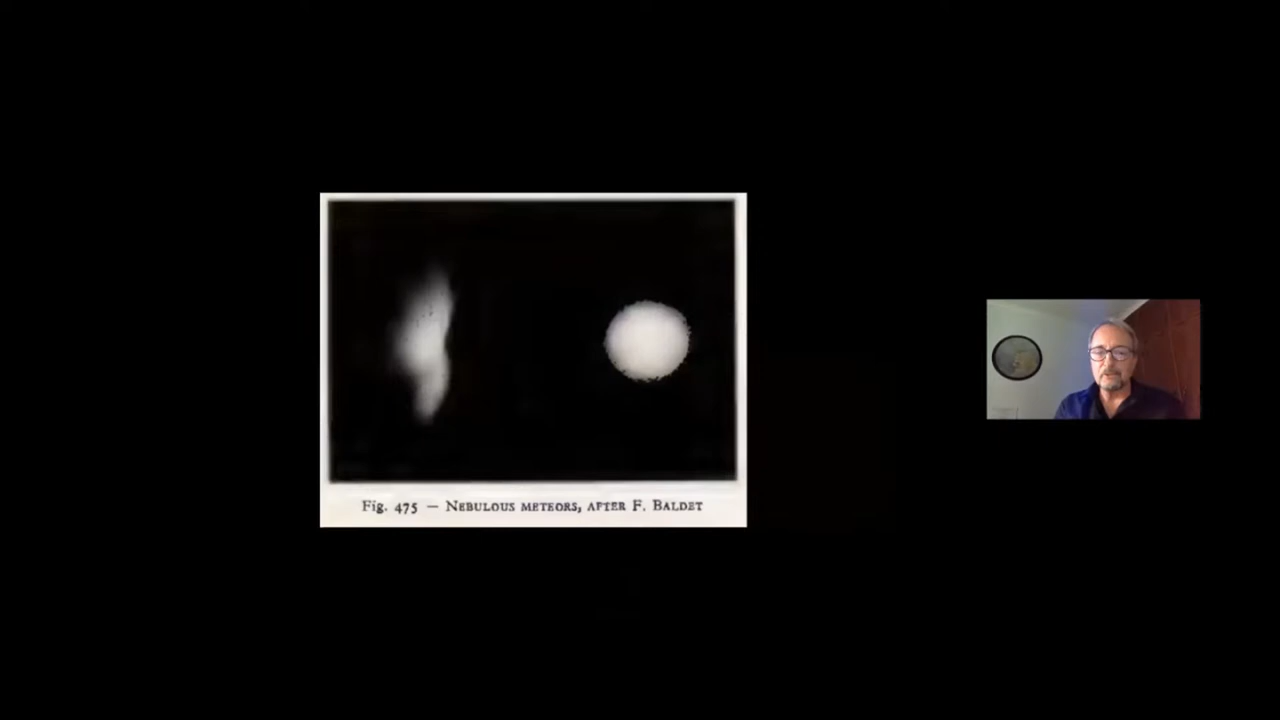 Fig. 475 — Nebulous meteors, after F. Baldet